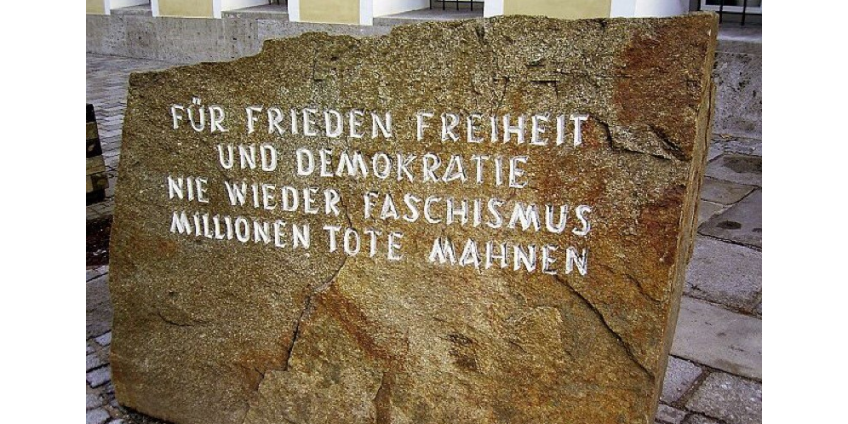 FÜR FRIEDEN FREIHEIT
UND DEMOKRATIE
NIE WIEDER FASCHISMUS
MILLIONEN TOTE MAHNEN